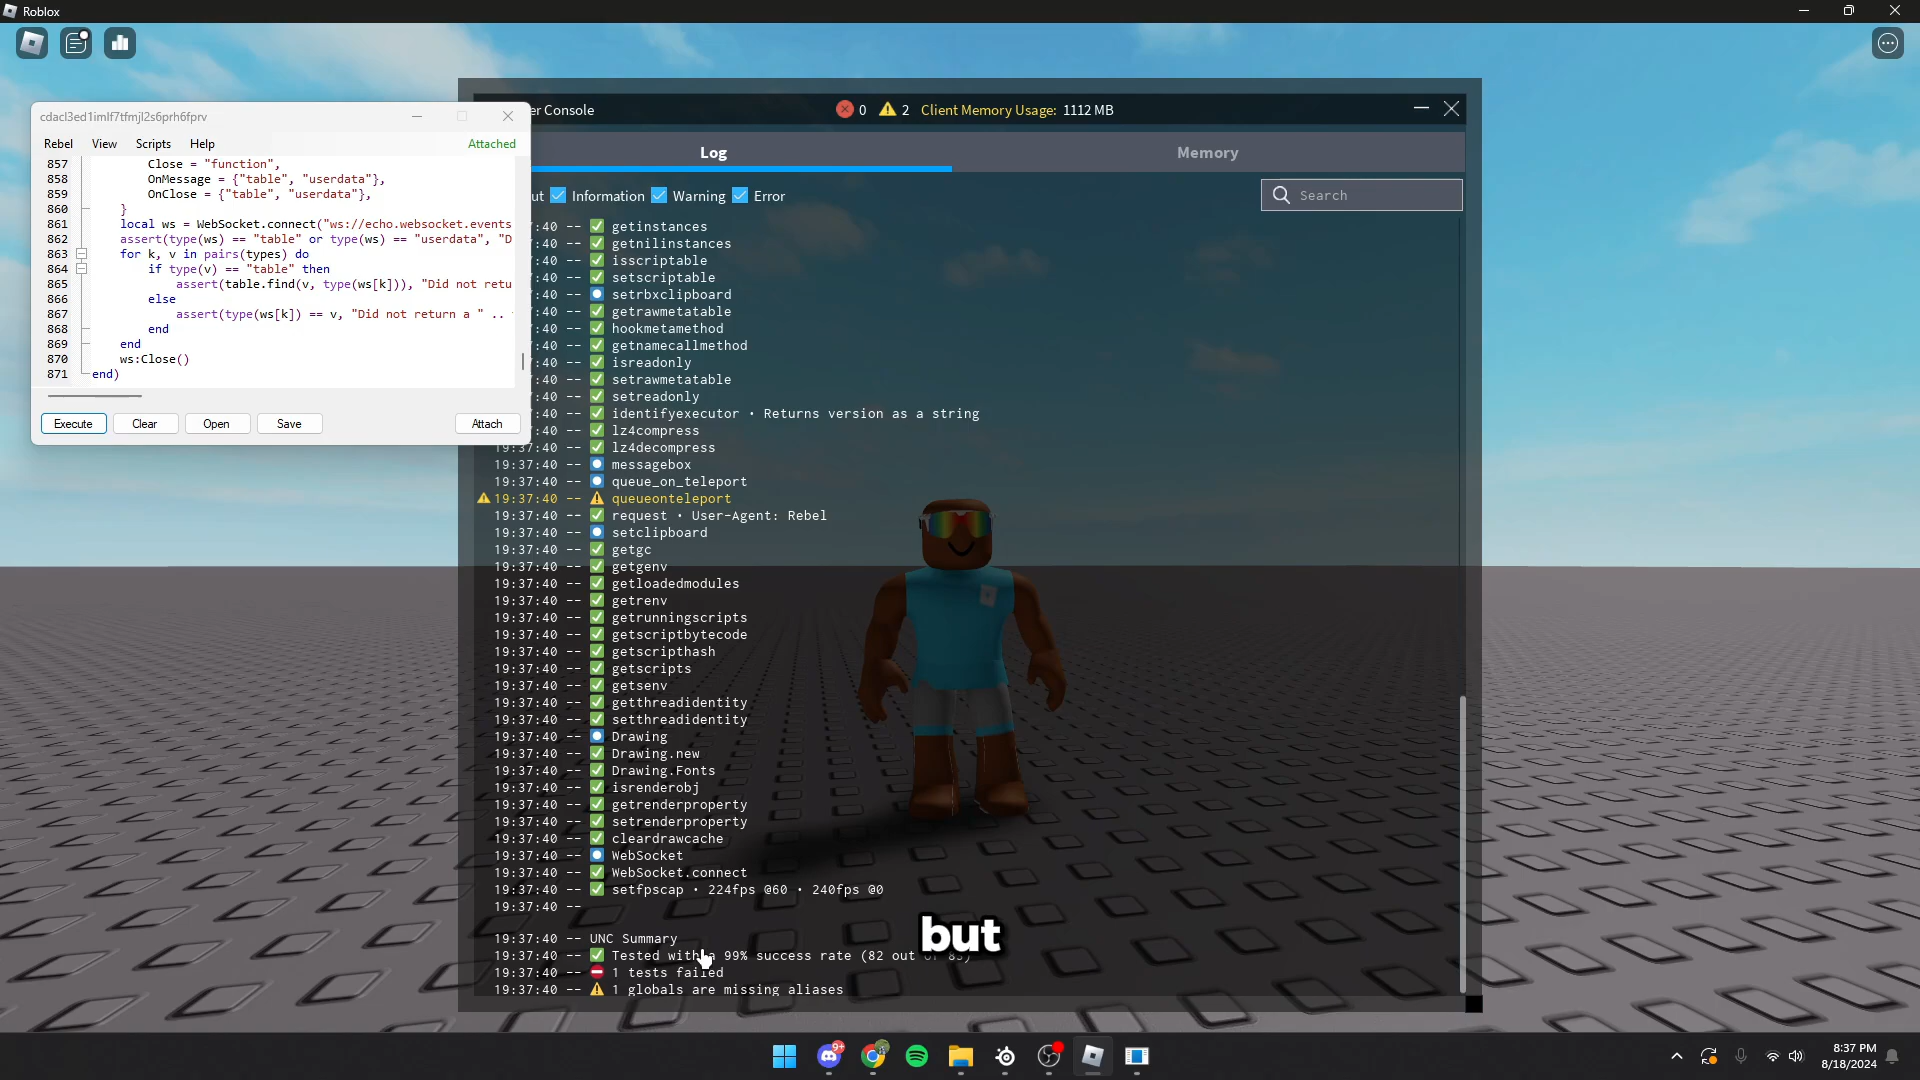 Roblox
cdacl3ed1imlf7tfmjl2s6prh6fprv
Rebel View Scripts Help Attached
857 Close = "function",
858 OnMessage = {"table", "userdata"},
859 OnClose = {"table", "userdata"},
860 }
861 local ws = WebSocket.connect("ws://echo.websocket.events
862 assert(type(ws) == "table" or type(ws) == "userdata", "D
863 for k, v in pairs(types) do
864 if type(v) == "table" then
865 assert(table.find(v, type(ws[k])), "Did not retu
866 else
867 assert(type(ws[k]) == v, "Did not return a " ..
868 end
869 end
870 ws:Close()
871 end)
Execute Clear Open Save Attach
er Console 0 2 Client Memory Usage: 1112 MB
Log Memory
ut Information Warning Error Search
:40 -- ✅ getinstances
:40 -- ✅ getnilinstances
:40 -- ✅ isscriptable
:40 -- ✅ setscriptable
:40 -- setrbxclipboard
:40 -- ✅ getrawmetatable
:40 -- ✅ hookmetamethod
:40 -- ✅ getnamecallmethod
:40 -- ✅ isreadonly
:40 -- ✅ setrawmetatable
:40 -- ✅ setreadonly
:40 -- ✅ identifyexecutor • Returns version as a string
:40 -- ✅ lz4compress
19:37:40 -- ✅ lz4decompress
19:37:40 -- messagebox
19:37:40 -- queue_on_teleport
19:37:40 -- ⚠ queueonteleport
19:37:40 -- ✅ request • User-Agent: Rebel
19:37:40 -- setclipboard
19:37:40 -- ✅ getgc
19:37:40 -- ✅ getgenv
19:37:40 -- ✅ getloadedmodules
19:37:40 -- ✅ getrenv
19:37:40 -- ✅ getrunningscripts
19:37:40 -- ✅ getscriptbytecode
19:37:40 -- ✅ getscripthash
19:37:40 -- ✅ getscripts
19:37:40 -- ✅ getsenv
19:37:40 -- ✅ getthreadidentity
19:37:40 -- ✅ setthreadidentity
19:37:40 -- Drawing
19:37:40 -- ✅ Drawing.new
19:37:40 -- ✅ Drawing.Fonts
19:37:40 -- ✅ isrenderobj
19:37:40 -- ✅ getrenderproperty
19:37:40 -- ✅ setrenderproperty
19:37:40 -- ✅ cleardrawcache
19:37:40 -- WebSocket
19:37:40 -- ✅ WebSocket.connect
19:37:40 -- ✅ setfpscap • 224fps @60 • 240fps @0
19:37:40 --
but
19:37:40 -- UNC Summary
19:37:40 -- ✅ Tested with a 99% success rate (82 out of 83)
19:37:40 -- ⛔ 1 tests failed
19:37:40 -- ⚠ 1 globals are missing aliases
9+
8:37 PM
8/18/2024